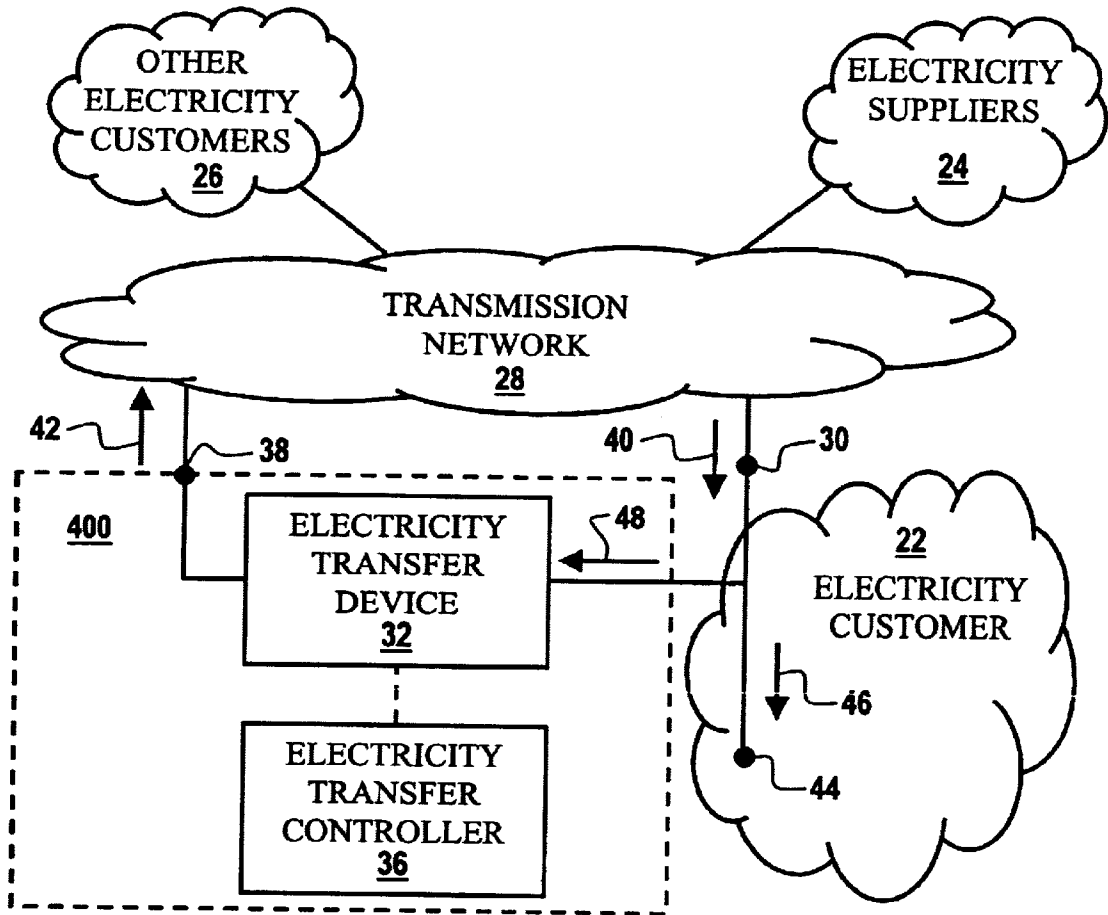 OTHER
ELECTRICITY
CUSTOMERS
26
ELECTRICITY
SUPPLIERS
24
TRANSMISSION
NETWORK
28
42
38
40
30
400
ELECTRICITY
TRANSFER
DEVICE
32
48
22
ELECTRICITY
CUSTOMER
46
44
ELECTRICITY
TRANSFER
CONTROLLER
36